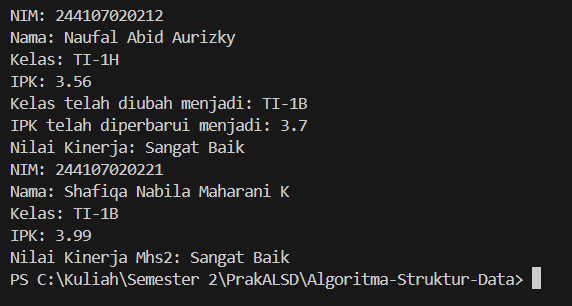 NIM: 244107020212
Nama: Naufal Abid Aurizky
Kelas: TI-1H
IPK: 3.56
Kelas telah diubah menjadi: TI-1B
IPK telah diperbarui menjadi: 3.7
Nilai Kinerja: Sangat Baik
NIM: 244107020221
Nama: Shafiqa Nabila Maharani K
Kelas: TI-1B
IPK: 3.99
Nilai Kinerja Mhs2: Sangat Baik
PS C:\Kuliah\Semester 2\PrakALSD\Algoritma-Struktur-Data>